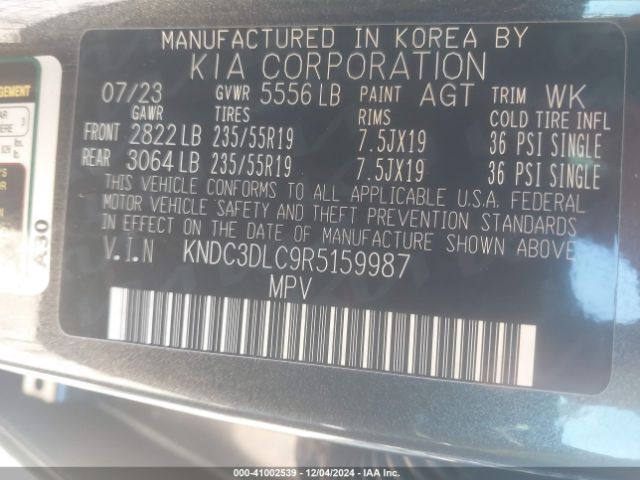 MANUFACTURED IN KOREA BY
KIA CORPORATION
07/23 GVWR 5556 LB PAINT AGT TRIM WK
GAWR TIRES RIMS COLD TIRE INFL
FRONT 2822 LB 235/55R19 7.5JX19 36 PSI SINGLE
REAR 3064 LB 235/55R19 7.5JX19 36 PSI SINGLE
THIS VEHICLE CONFORMS TO ALL APPLICABLE U.S.A. FEDERAL
MOTOR VEHICLE SAFETY AND THEFT PREVENTION STANDARDS
IN EFFECT ON THE DATE OF MANUFACTURE SHOWN ABOVE
V.I.N KNDC3DLC9R5159987
MPV
A30
000-41002539 - 12/04/2024 - IAA Inc.